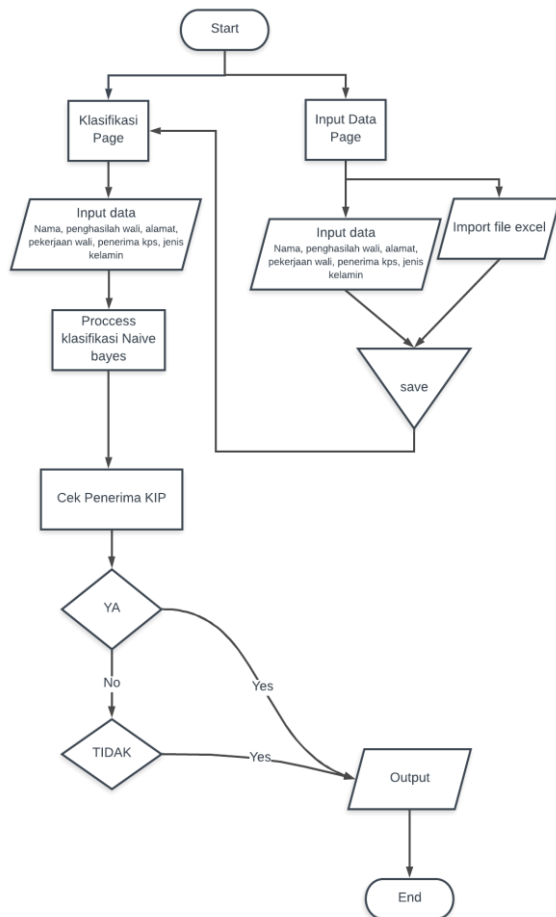 Start
Klasifikasi
Page
Input Data
Page
Input data
Nama, penghasilah wali, alamat,
pekerjaan wali, penerima kps, jenis
kelamin
Input data
Nama, penghasilah wali, alamat,
pekerjaan wali, penerima kps, jenis
kelamin
Import file excel
Proccess
klasifikasi Naive
bayes
save
Cek Penerima KIP
YA
No
Yes
TIDAK
Yes
Output
End